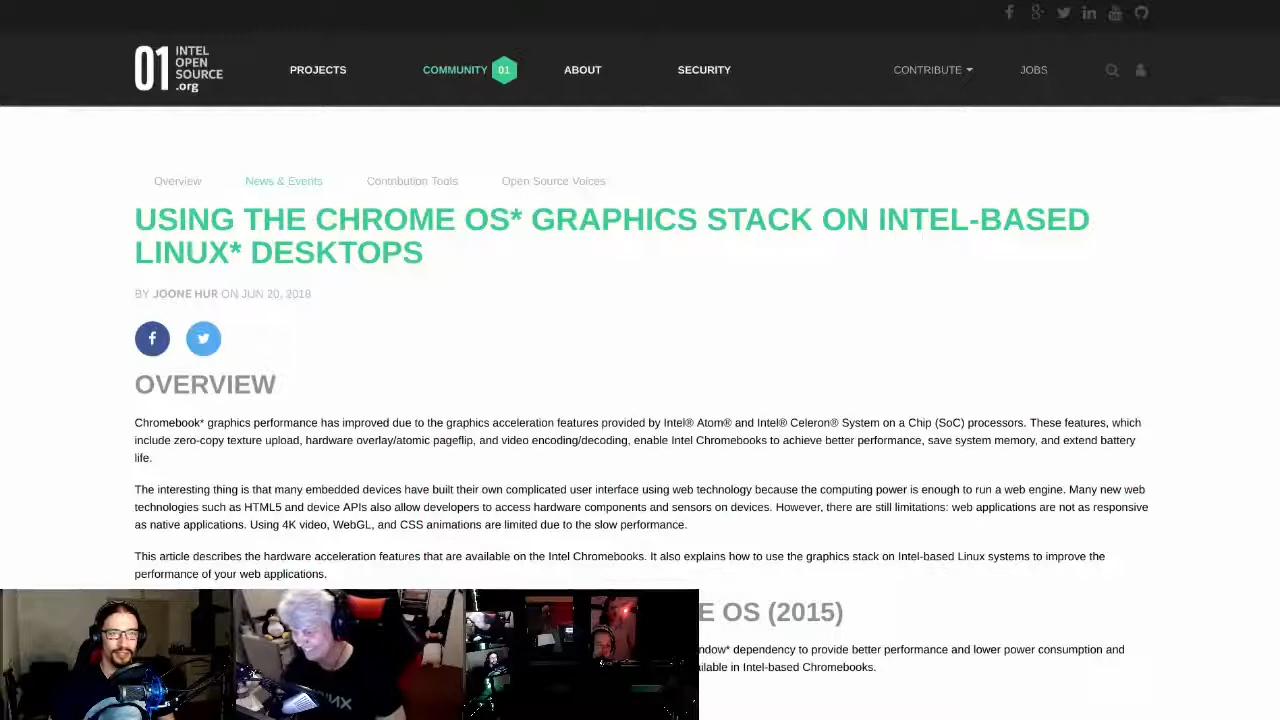 01 INTEL
OPEN
SOURCE
.org
PROJECTS
COMMUNITY 01
ABOUT
SECURITY
CONTRIBUTE
JOBS
Overview
News & Events
Contribution Tools
Open Source Voices
USING THE CHROME OS* GRAPHICS STACK ON INTEL-BASED
LINUX* DESKTOPS
BY JOONE HUR ON JUN 20, 2018
OVERVIEW
Chromebook* graphics performance has improved due to the graphics acceleration features provided by Intel® Atom® and Intel® Celeron® System on a Chip (SoC) processors. These features, which
include zero-copy texture upload, hardware overlay/atomic pageflip, and video encoding/decoding, enable Intel Chromebooks to achieve better performance, save system memory, and extend battery
life.
The interesting thing is that many embedded devices have built their own complicated user interface using web technology because the computing power is enough to run a web engine. Many new web
technologies such as HTML5 and device APIs also allow developers to access hardware components and sensors on devices. However, there are still limitations: web applications are not as responsive
as native applications. Using 4K video, WebGL, and CSS animations are limited due to the slow performance.
This article describes the hardware acceleration features that are available on the Intel Chromebooks. It also explains how to use the graphics stack on Intel-based Linux systems to improve the
performance of your web applications.
E OS (2015)
ndow* dependency to provide better performance and lower power consumption and
ilable in Intel-based Chromebooks.